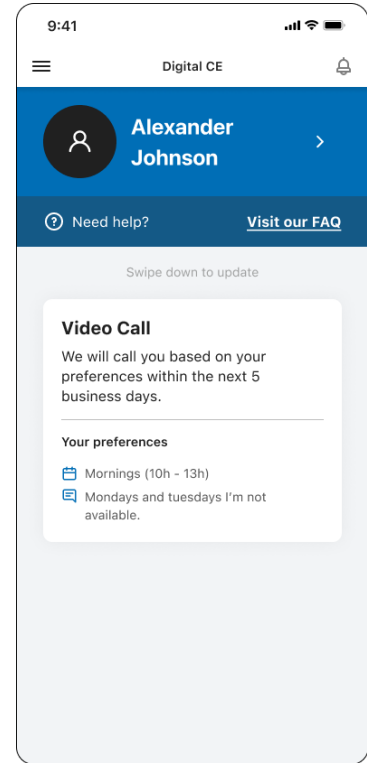 9:41
Digital CE
Alexander
Johnson
Need help?
Visit our FAQ
Swipe down to update
Video Call
We will call you based on your
preferences within the next 5
business days.
Your preferences
Mornings (10h - 13h)
Mondays and tuesdays I'm not
available.